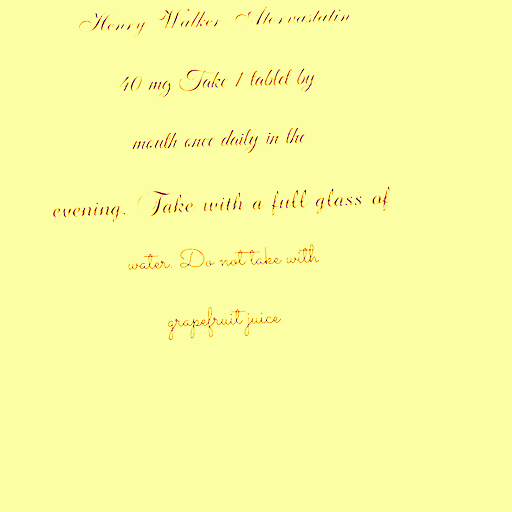 Henry Walker Atorvastatin
40 mg Take 1 tablet by
mouth once daily in the
evening. Take with a full glass of
water. Do not take with
grapefruit juice